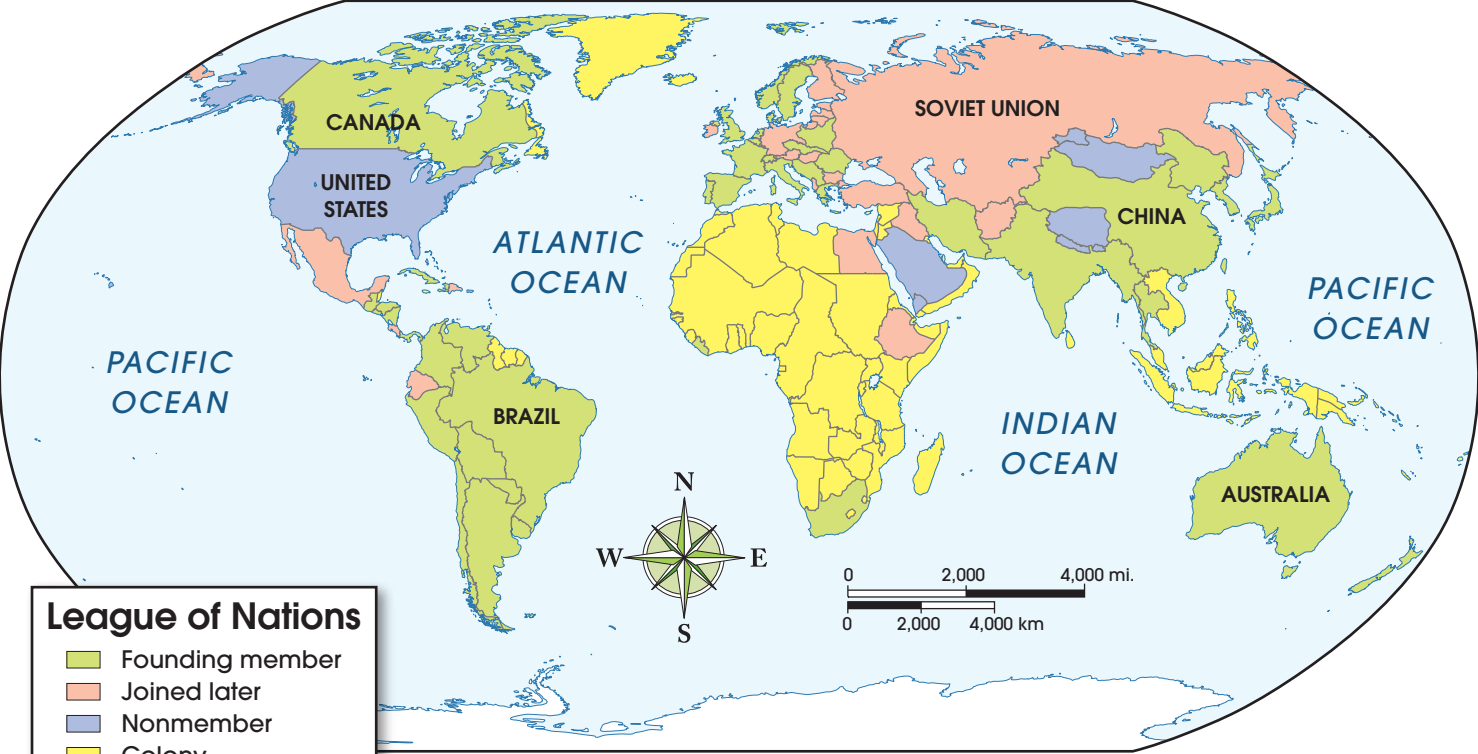 CANADA
UNITED
STATES
ATLANTIC
OCEAN
SOVIET UNION
CHINA
PACIFIC
OCEAN
PACIFIC
OCEAN
BRAZIL
INDIAN
OCEAN
AUSTRALIA
N
W
E
S
0 2,000 4,000 mi.
0 2,000 4,000 km
League of Nations
Founding member
Joined later
Nonmember
Colony